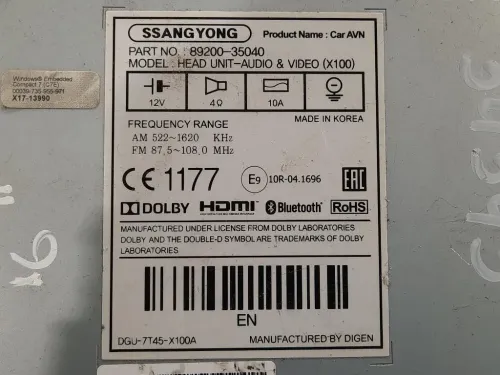 SSANGYONG Product Name : Car AVN
PART NO. : 89200-35040
MODEL : HEAD UNIT-AUDIO & VIDEO (X100)
12V 4Ω 10A
FREQUENCY RANGE MADE IN KOREA
AM 522~1620 KHz
FM 87.5~108.0 MHz
CE 1177 E9 10R-04.1696 EAC
DOLBY HDMI Bluetooth RoHS
MANUFACTURED UNDER LICENSE FROM DOLBY LABORATORIES
DOLBY AND THE DOUBLE-D SYMBOL ARE TRADEMARKS OF DOLBY
LABORATORIES
EN
DGU-7T45-X100A MANUFACTURED BY DIGEN
Windows® Embedded
Compact 7 (C7E)
X17-13990